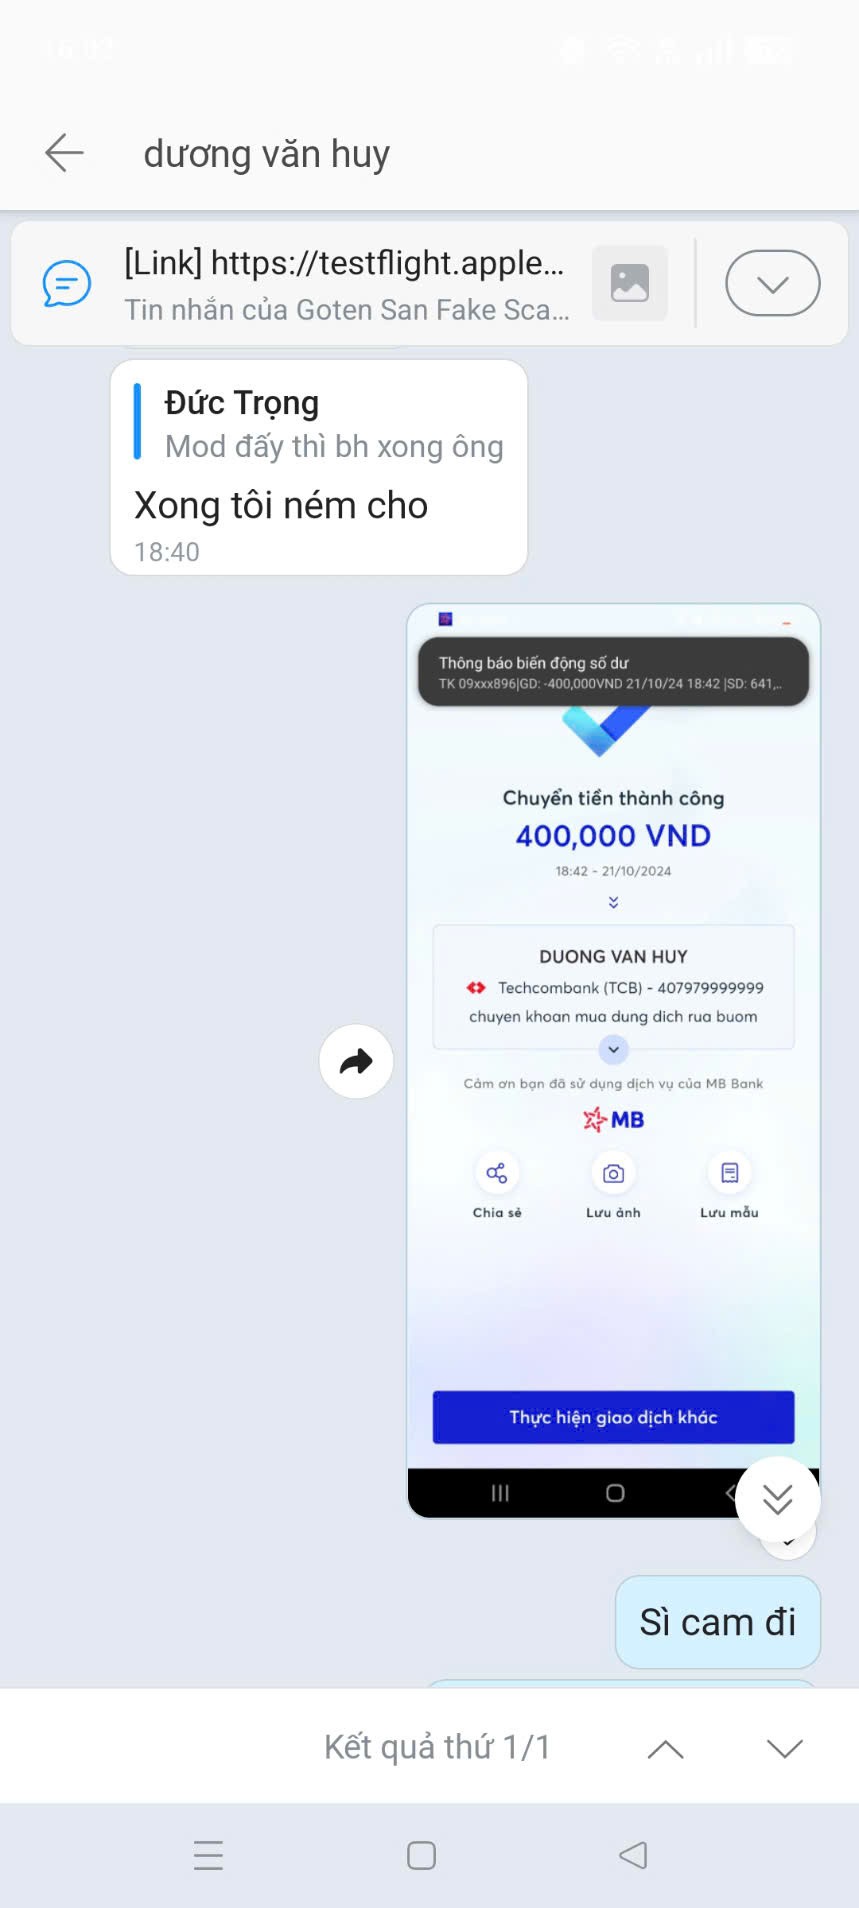 16:02
dương văn huy
[Link] https://testflight.apple...
Tin nhắn của Goten San Fake Sca...
Đức Trọng
Mod đấy thì bh xong ông
Xong tôi ném cho
18:40
Thông báo biến động số dư
TK 09xxx896|GD: -400,000VND 21/10/24 18:42 |SD: 641,..
Chuyển tiền thành công
400,000 VND
18:42 - 21/10/2024
DUONG VAN HUY
Techcombank (TCB) - 407979999999
chuyen khoan mua dung dich rua buom
Cảm ơn bạn đã sử dụng dịch vụ của MB Bank
MB
Chia sẻ
Lưu ảnh
Lưu mẫu
Thực hiện giao dịch khác
Sì cam đi
Kết quả thứ 1/1